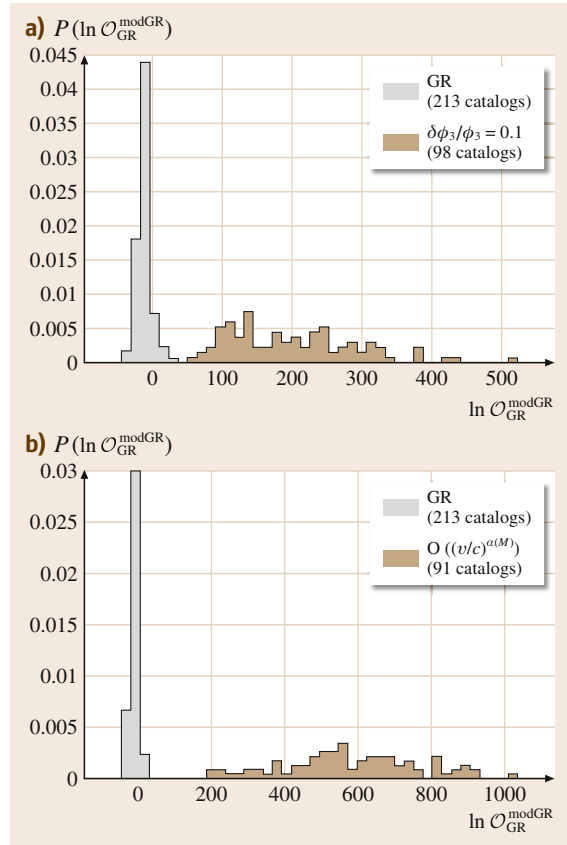 a) P(ln 𝒪_GR^modGR)
0.045
0.04
0.035
0.03
0.025
0.02
0.015
0.01
0.005
0
GR
(213 catalogs)
δϕ₃/ϕ₃ = 0.1
(98 catalogs)
0 100 200 300 400 500
ln 𝒪_GR^modGR
b) P(ln 𝒪_GR^modGR)
0.03
0.025
0.02
0.015
0.01
0.005
0
GR
(213 catalogs)
O ((v/c)^α(M))
(91 catalogs)
0 200 400 600 800 1000
ln 𝒪_GR^modGR